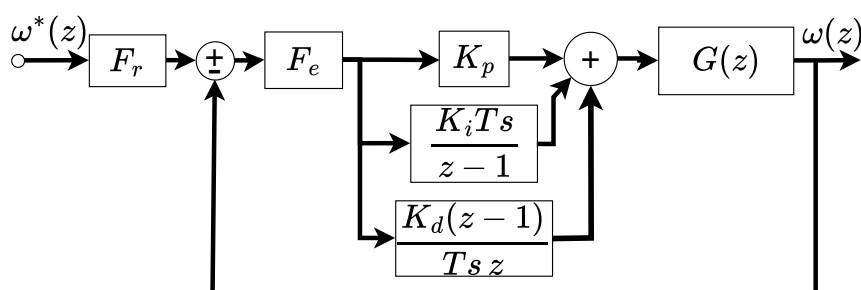 ω*(z)
F_r
±
F_e
K_p
+
G(z)
ω(z)
K_i Ts
z − 1
K_d(z − 1)
Ts z